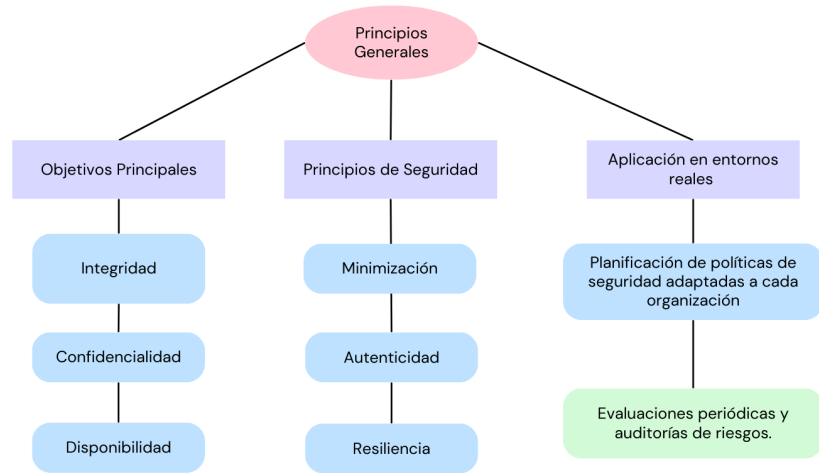 Principios
Generales
Objetivos Principales
Principios de Seguridad
Aplicación en entornos
reales
Integridad
Minimización
Planificación de políticas de
seguridad adaptadas a cada
organización
Confidencialidad
Autenticidad
Disponibilidad
Resiliencia
Evaluaciones periódicas y
auditorías de riesgos.